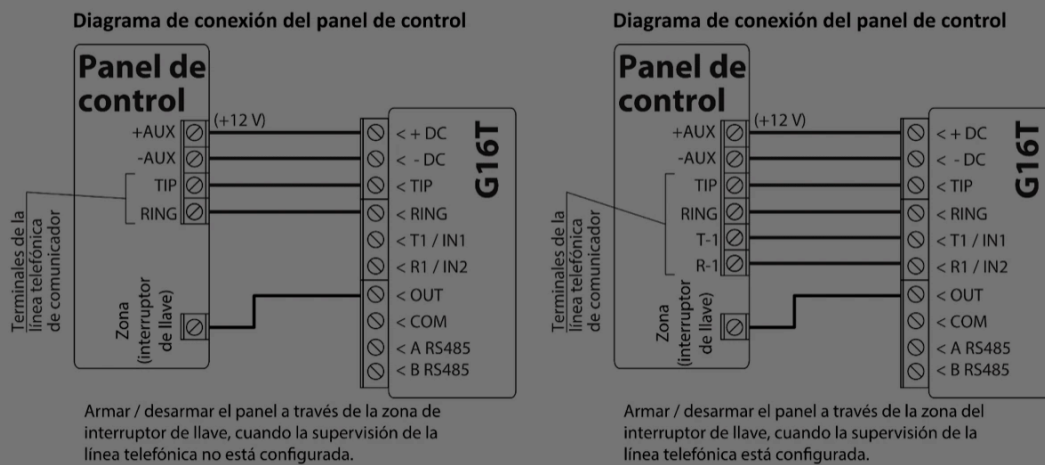 Diagrama de conexión del panel de control
Panel de
control
(+12 V)
+AUX
-AUX
TIP
RING
Terminales de la
línea telefónica
de comunicador
Zona
(interruptor
de llave)
G16T
< + DC
< - DC
< TIP
< RING
< T1 / IN1
< R1 / IN2
< OUT
< COM
< A RS485
< B RS485
Armar / desarmar el panel a través de la zona de
interruptor de llave, cuando la supervisión de la
línea telefónica no está configurada.
Diagrama de conexión del panel de control
Panel de
control
(+12 V)
+AUX
-AUX
TIP
RING
T-1
R-1
Terminales de la
línea telefónica
de comunicador
Zona
(interruptor
de llave)
G16T
< + DC
< - DC
< TIP
< RING
< T1 / IN1
< R1 / IN2
< OUT
< COM
< A RS485
< B RS485
Armar / desarmar el panel a través de la zona del
interruptor de llave, cuando la supervisión de la
línea telefónica está configurada.